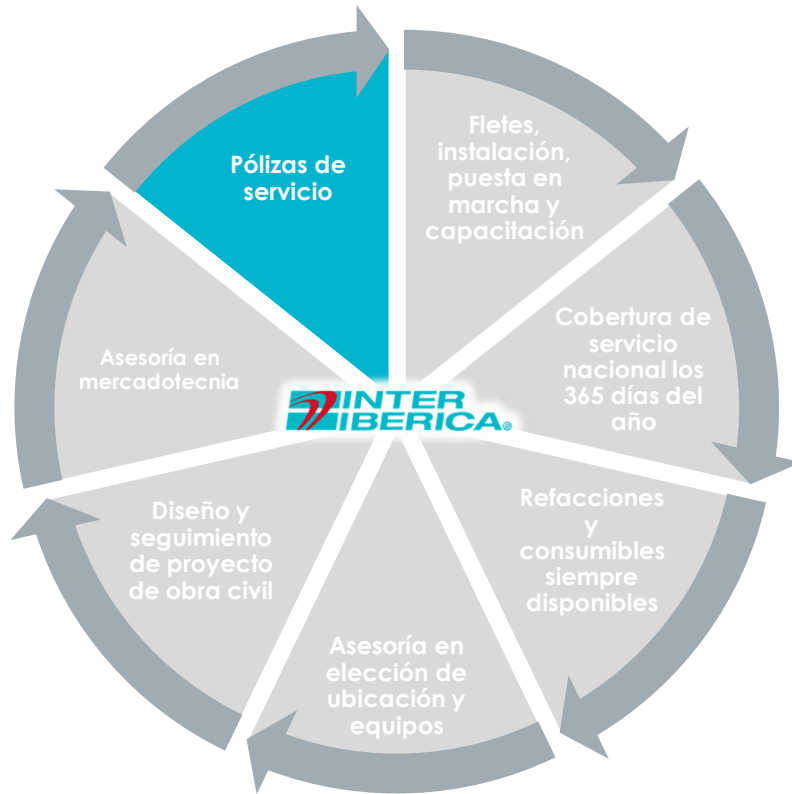 Pólizas de
servicio
Fletes,
instalación,
puesta en
marcha y
capacitación
Cobertura de
servicio
nacional los
365 días del
año
Refacciones
y
consumibles
siempre
disponibles
Asesoría en
elección de
ubicación y
equipos
Diseño y
seguimiento
de proyecto
de obra civil
Asesoría en
mercadotecnia
INTER
IBERICA®